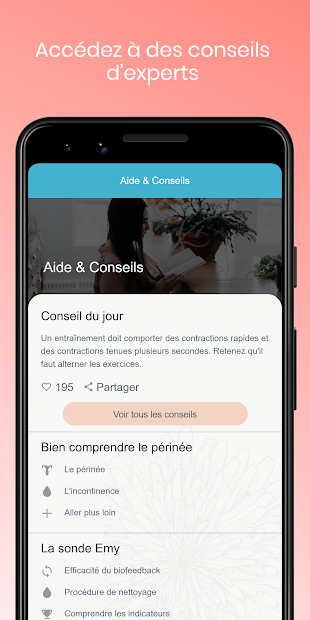 Accédez à des conseils
d'experts
Aide & Conseils
Aide & Conseils
Conseil du jour
Un entraînement doit comporter des contractions rapides et
des contractions tenues plusieurs secondes. Retenez qu'il
faut alterner les exercices.
195 Partager
Voir tous les conseils
Bien comprendre le périnée
Le périnée
L'incontinence
Aller plus loin
La sonde Emy
Efficacité du biofeedback
Procédure de nettoyage
Comprendre les indicateurs